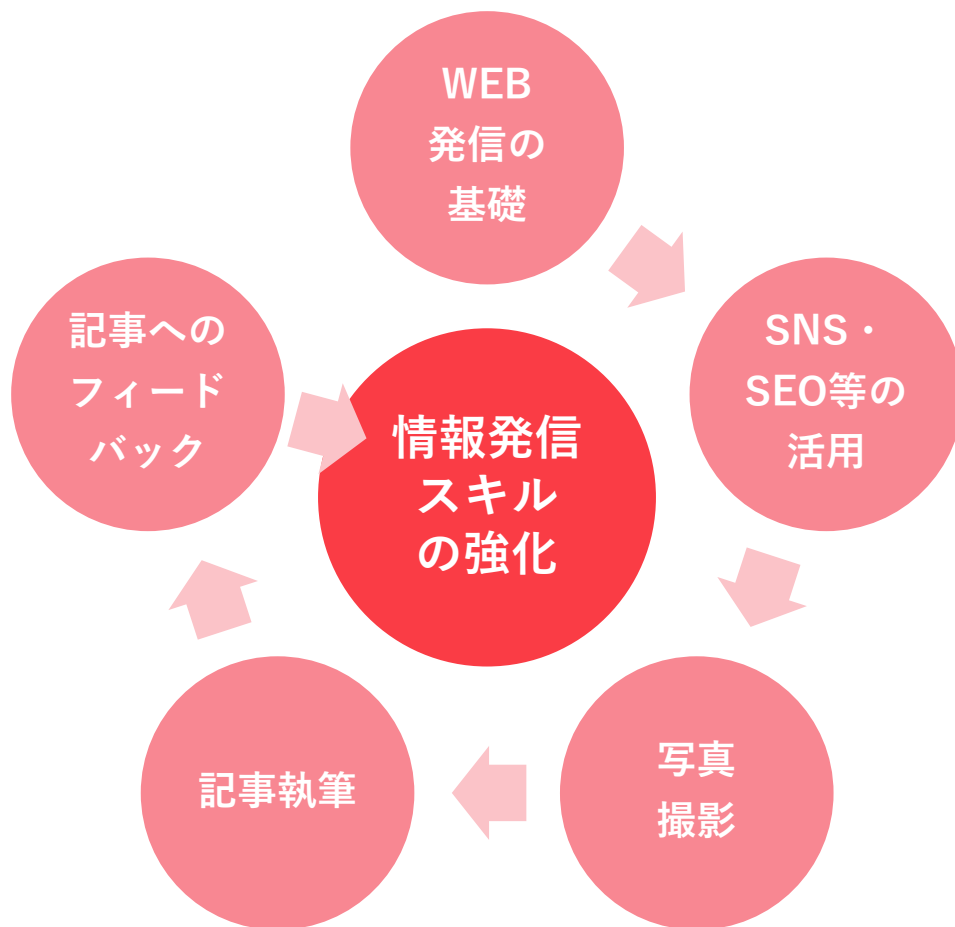 WEB
発信の
基礎
SNS・
SEO等の
活用
写真
撮影
記事執筆
記事への
フィード
バック
情報発信
スキル
の強化